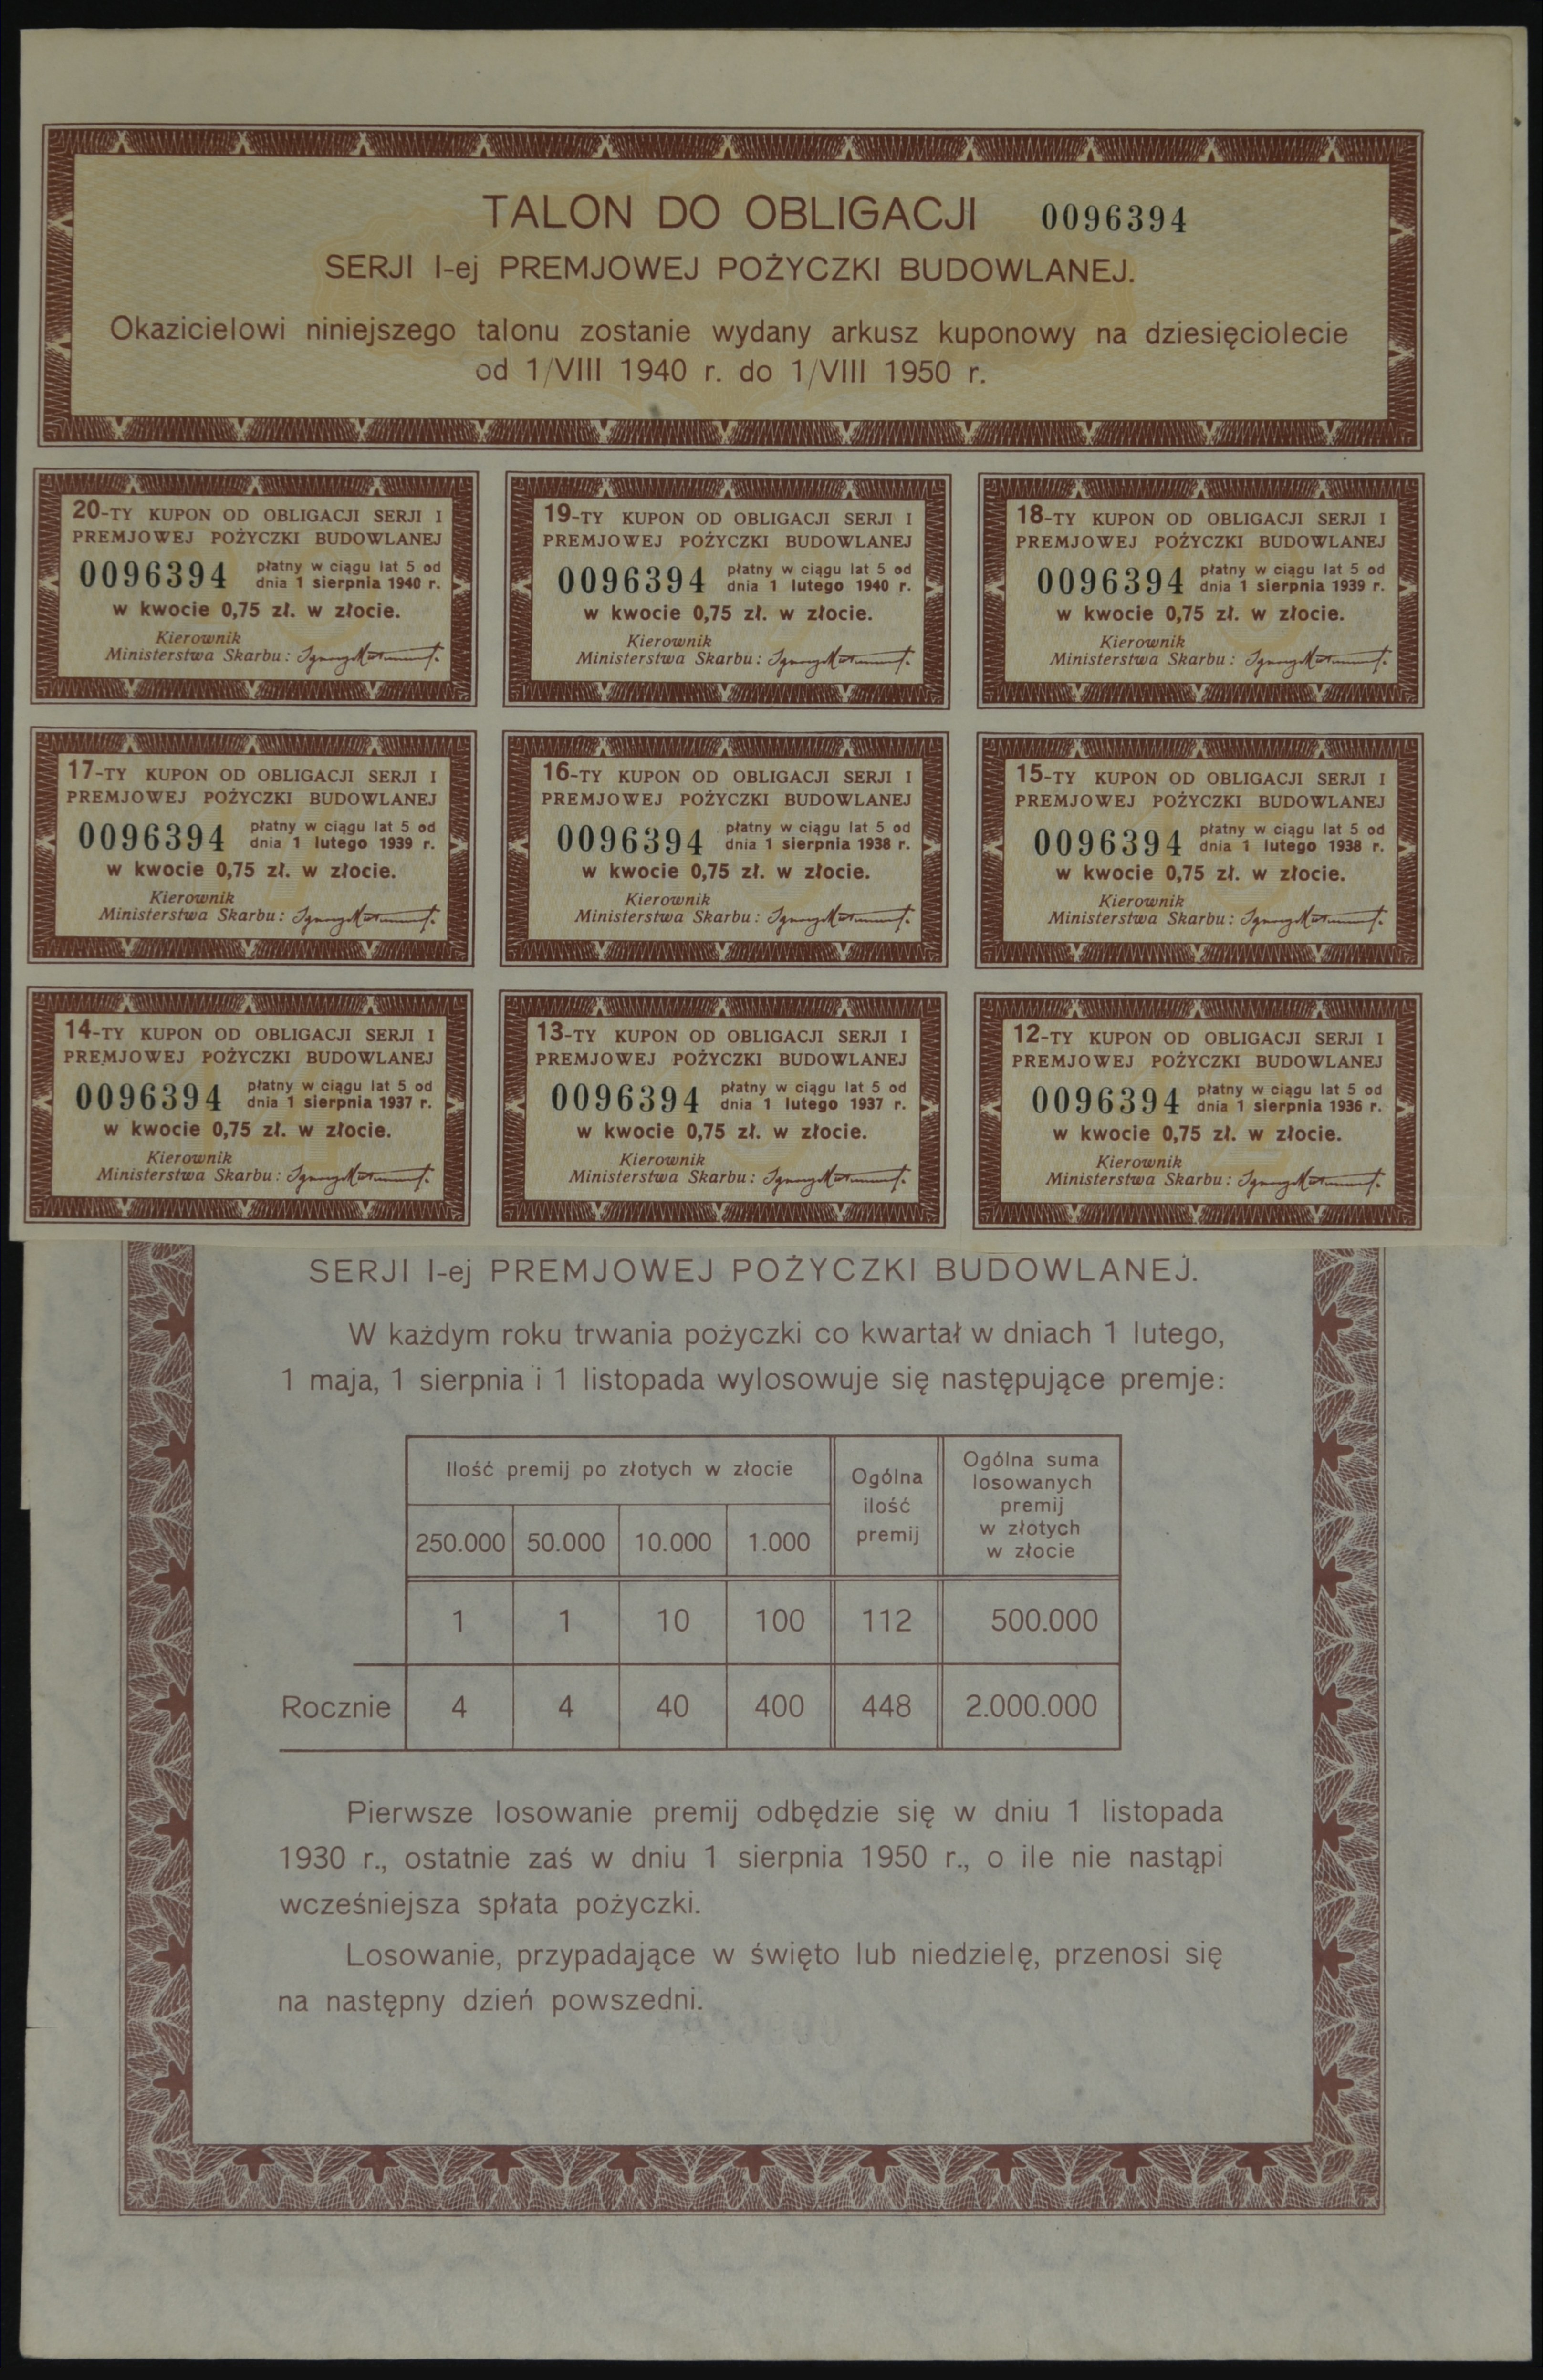 TALON DO OBLIGACJI 0096394
SERJI I-ej PREMJOWEJ POŻYCZKI BUDOWLANEJ.
Okazicielowi niniejszego talonu zostanie wydany arkusz kuponowy na dziesięciolecie
od 1/VIII 1940 r. do 1/VIII 1950 r.
20-TY KUPON OD OBLIGACJI SERJI I
PREMJOWEJ POŻYCZKI BUDOWLANEJ
0096394 płatny w ciągu lat 5 od
dnia 1 sierpnia 1940 r.
w kwocie 0,75 zł. w złocie.
Kierownik
Ministerstwa Skarbu:
19-TY KUPON OD OBLIGACJI SERJI I
PREMJOWEJ POŻYCZKI BUDOWLANEJ
0096394 płatny w ciągu lat 5 od
dnia 1 lutego 1940 r.
w kwocie 0,75 zł. w złocie.
Kierownik
Ministerstwa Skarbu:
18-TY KUPON OD OBLIGACJI SERJI I
PREMJOWEJ POŻYCZKI BUDOWLANEJ
0096394 płatny w ciągu lat 5 od
dnia 1 sierpnia 1939 r.
w kwocie 0,75 zł. w złocie.
Kierownik
Ministerstwa Skarbu:
17-TY KUPON OD OBLIGACJI SERJI I
PREMJOWEJ POŻYCZKI BUDOWLANEJ
0096394 płatny w ciągu lat 5 od
dnia 1 lutego 1939 r.
w kwocie 0,75 zł. w złocie.
Kierownik
Ministerstwa Skarbu:
16-TY KUPON OD OBLIGACJI SERJI I
PREMJOWEJ POŻYCZKI BUDOWLANEJ
0096394 płatny w ciągu lat 5 od
dnia 1 sierpnia 1938 r.
w kwocie 0,75 zł. w złocie.
Kierownik
Ministerstwa Skarbu:
15-TY KUPON OD OBLIGACJI SERJI I
PREMJOWEJ POŻYCZKI BUDOWLANEJ
0096394 płatny w ciągu lat 5 od
dnia 1 lutego 1938 r.
w kwocie 0,75 zł. w złocie.
Kierownik
Ministerstwa Skarbu:
14-TY KUPON OD OBLIGACJI SERJI I
PREMJOWEJ POŻYCZKI BUDOWLANEJ
0096394 płatny w ciągu lat 5 od
dnia 1 sierpnia 1937 r.
w kwocie 0,75 zł. w złocie.
Kierownik
Ministerstwa Skarbu:
13-TY KUPON OD OBLIGACJI SERJI I
PREMJOWEJ POŻYCZKI BUDOWLANEJ
0096394 płatny w ciągu lat 5 od
dnia 1 lutego 1937 r.
w kwocie 0,75 zł. w złocie.
Kierownik
Ministerstwa Skarbu:
12-TY KUPON OD OBLIGACJI SERJI I
PREMJOWEJ POŻYCZKI BUDOWLANEJ
0096394 płatny w ciągu lat 5 od
dnia 1 sierpnia 1936 r.
w kwocie 0,75 zł. w złocie.
Kierownik
Ministerstwa Skarbu:
SERJI I-ej PREMJOWEJ POŻYCZKI BUDOWLANEJ.
W każdym roku trwania pożyczki co kwartał w dniach 1 lutego,
1 maja, 1 sierpnia i 1 listopada wylosowuje się następujące premje:
Ilość premij po złotych w złocie
Ogólna
ilość
premij
Ogólna suma
losowanych
premij
w złotych
w złocie
250.000 50.000 10.000 1.000
1 1 10 100 112 500.000
Rocznie 4 4 40 400 448 2.000.000
Pierwsze losowanie premij odbędzie się w dniu 1 listopada
1930 r., ostatnie zaś w dniu 1 sierpnia 1950 r., o ile nie nastąpi
wcześniejsza spłata pożyczki.
Losowanie, przypadające w święto lub niedzielę, przenosi się
na następny dzień powszedni.